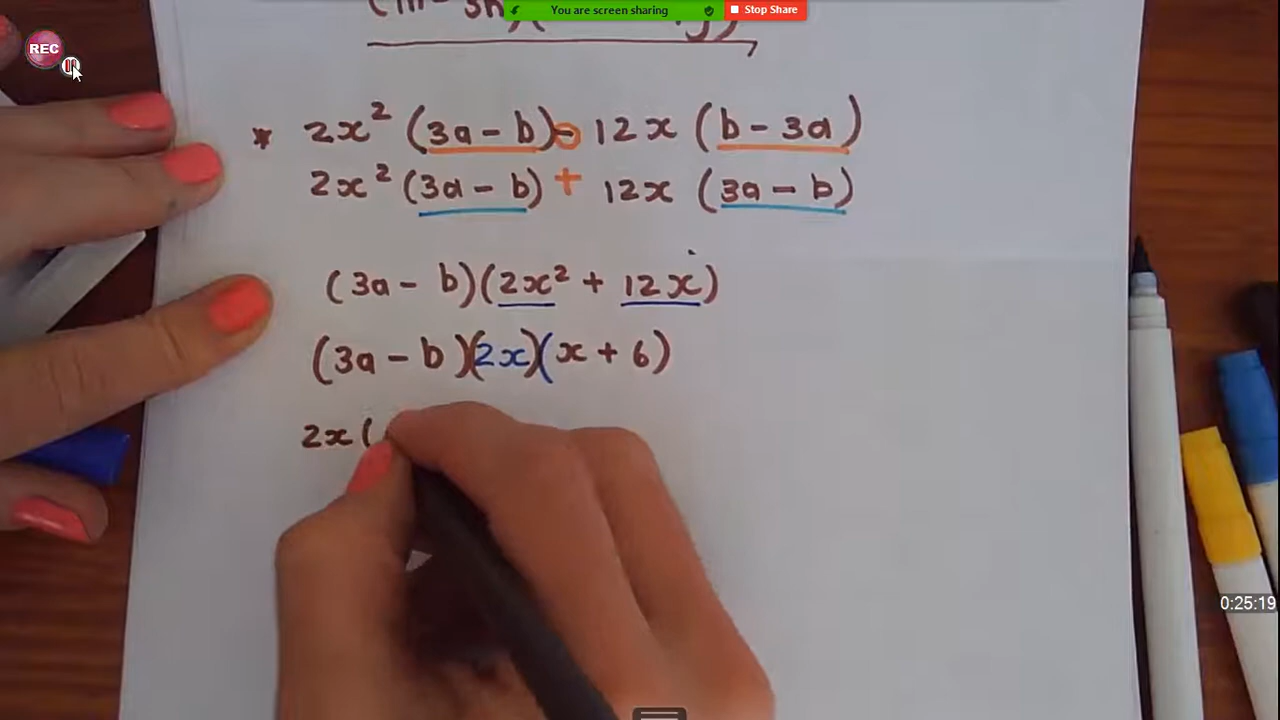 You are screen sharing Stop Share
REC
* 2x² (3a - b) - 12x (b - 3a)
2x² (3a - b) + 12x (3a - b)
(3a - b)(2x² + 12x)
(3a - b)(2x)(x + 6)
2x (
0:25:19